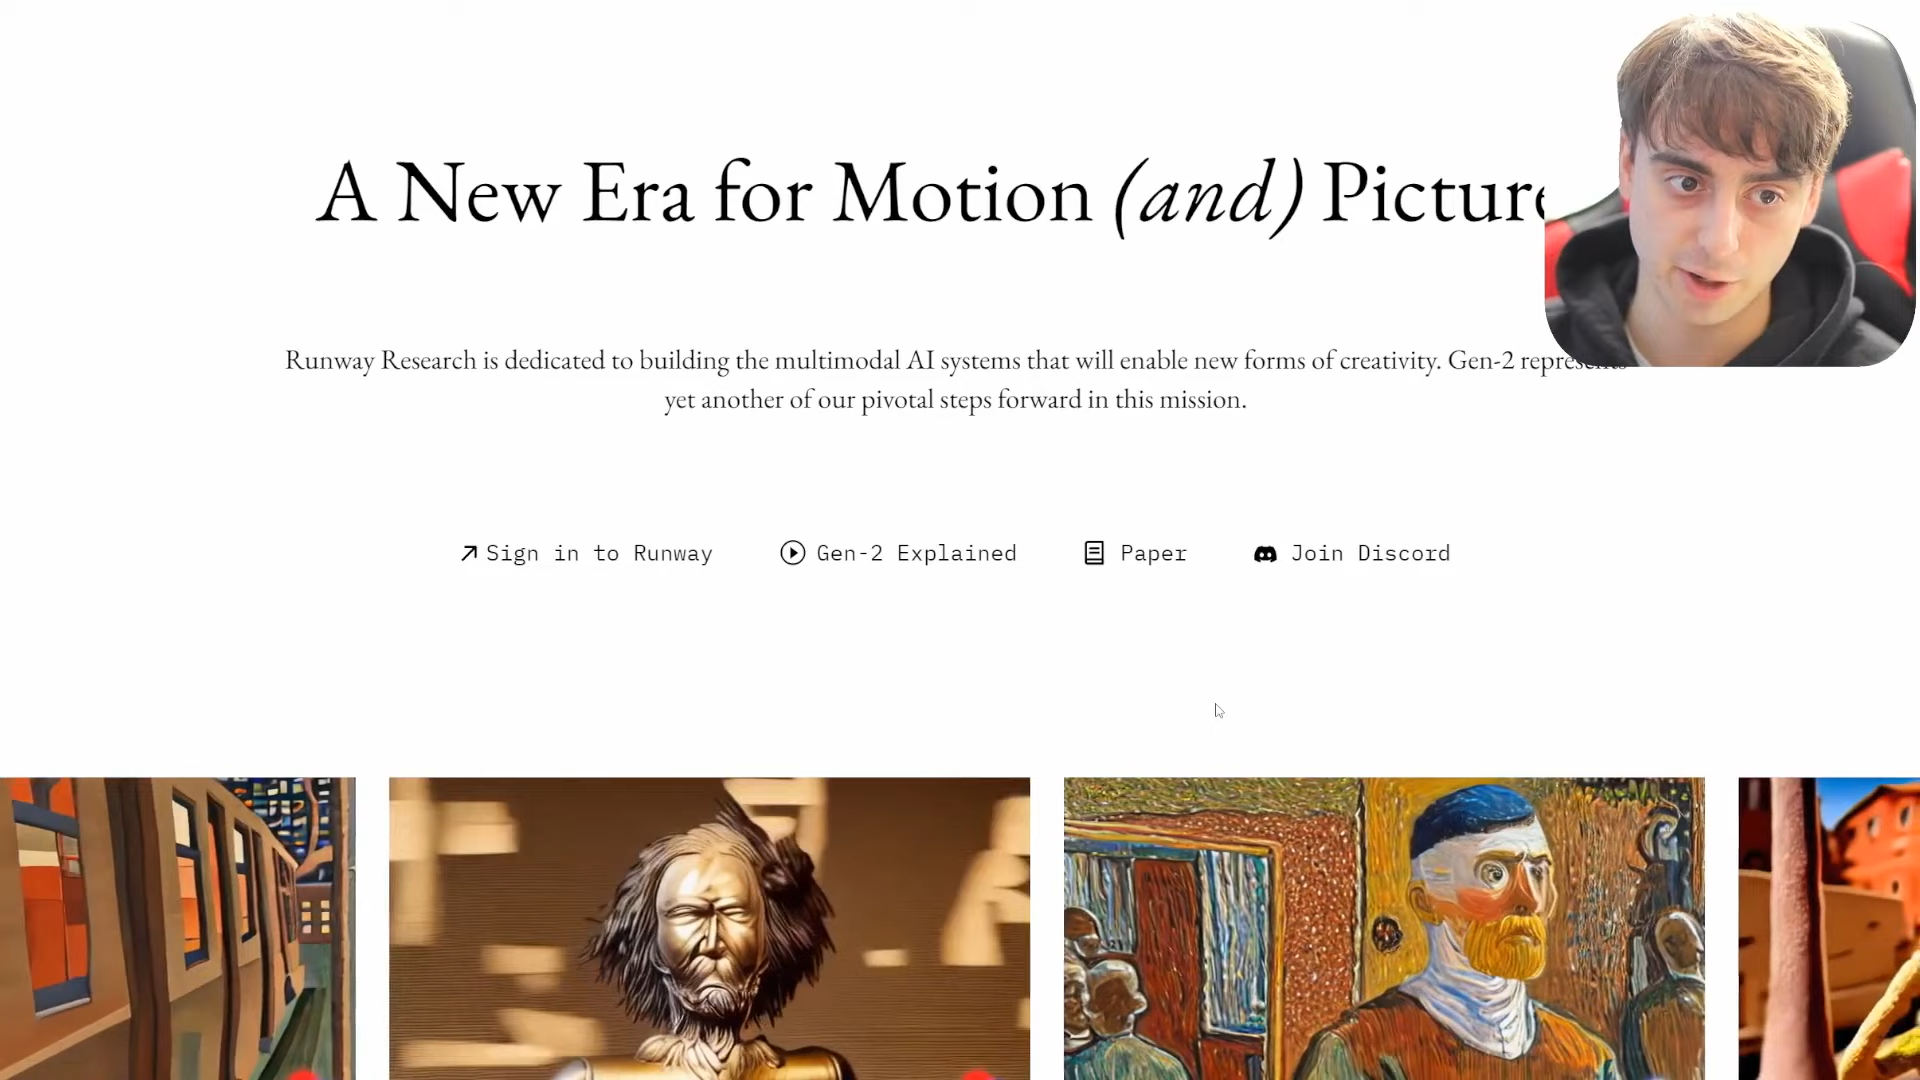 A New Era for Motion (and) Picture
Runway Research is dedicated to building the multimodal AI systems that will enable new forms of creativity. Gen-2 represents
yet another of our pivotal steps forward in this mission.
Sign in to Runway
Gen-2 Explained
Paper
Join Discord